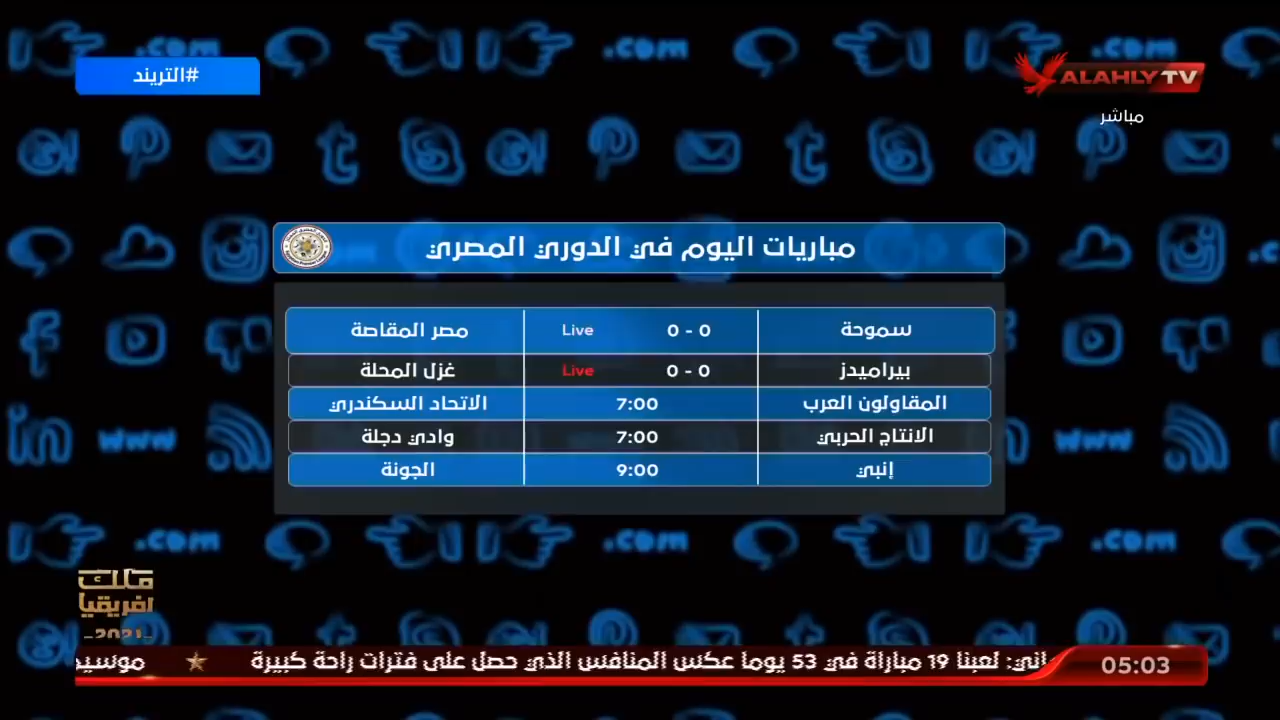 #التريند
ALAHLY TV
مباشر
مباريات اليوم في الدوري المصري
سموحة 0 - 0 Live مصر المقاصة
بيراميدز 0 - 0 Live غزل المحلة
المقاولون العرب 7:00 الاتحاد السكندري
الانتاج الحربي 7:00 وادي دجلة
إنبي 9:00 الجونة
ملك
افريقيا
-2021-
لعبنا 19 مباراة في 53 يوما عكس المنافس الذي حصل على فترات راحة كبيرة
05:03